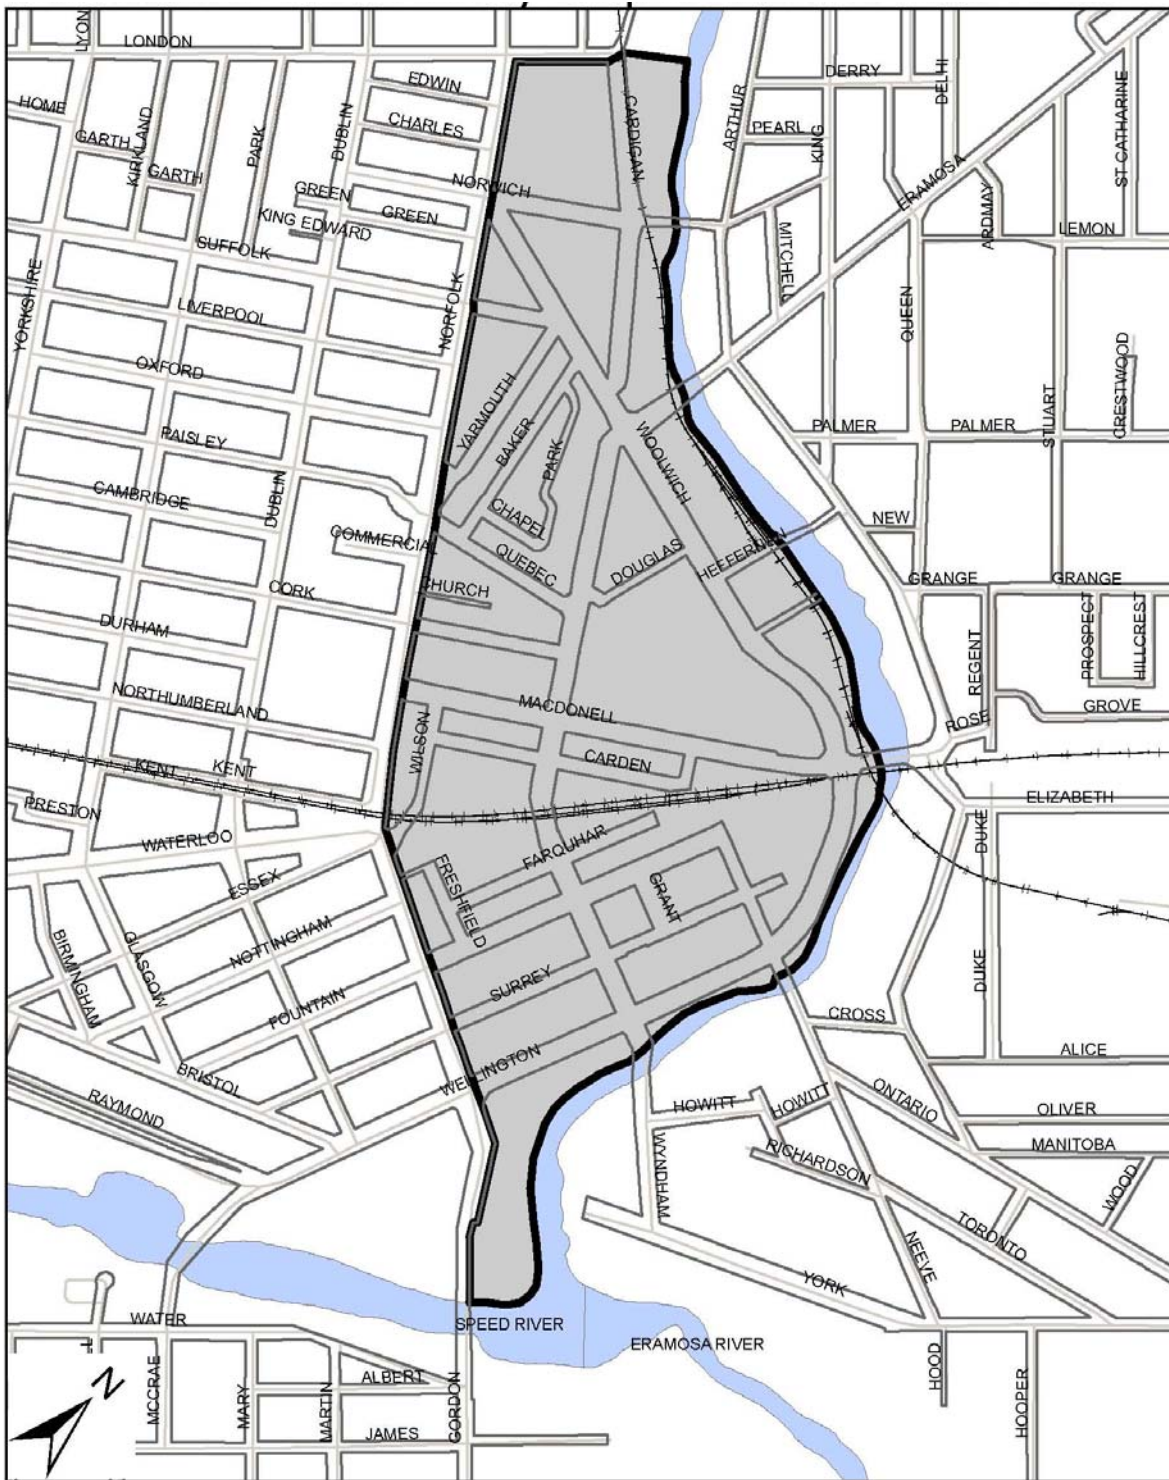 LYON
LONDON
EDWIN
DERRY
DELHI
HOME
CHARLES
CARDIGAN
ARTHUR
PEARL
KING
ST CATHARINE
GARTH
KIRKLAND
PARK
DUBLIN
GARTH
NORWICH
ERAMOSA
GREEN
GREEN
KING EDWARD
ARDMAY
LEMON
SUFFOLK
MITCHELL
YORKSHIRE
LIVERPOOL
NORFOLK
QUEEN
OXFORD
CRESTWOOD
YARMOUTH
STUART
PAISLEY
BAKER
PARK
WOOLWICH
PALMER
PALMER
CAMBRIDGE
DUBLIN
CHAPEL
NEW
COMMERCIAL
QUEBEC
DOUGLAS
HEFFERNAN
CORK
CHURCH
GRANGE
GRANGE
DURHAM
PROSPECT
HILLCREST
REGENT
NORTHUMBERLAND
MACDONELL
GROVE
ROSE
WILSON
CARDEN
KENT
KENT
PRESTON
ELIZABETH
WATERLOO
FARQUHAR
DUKE
ESSEX
FRESHFIELD
GRANT
NOTTINGHAM
BIRMINGHAM
GLASGOW
SURREY
DUKE
FOUNTAIN
CROSS
WELLINGTON
ALICE
BRISTOL
RAYMOND
HOWITT
HOWITT
ONTARIO
OLIVER
MANITOBA
WYNDHAM
RICHARDSON
WOOD
TORONTO
NEEVE
YORK
WATER
SPEED RIVER
ERAMOSA RIVER
N
MCCRAE
MARY
MARTIN
ALBERT
GORDON
HOOD
HOOPER
JAMES